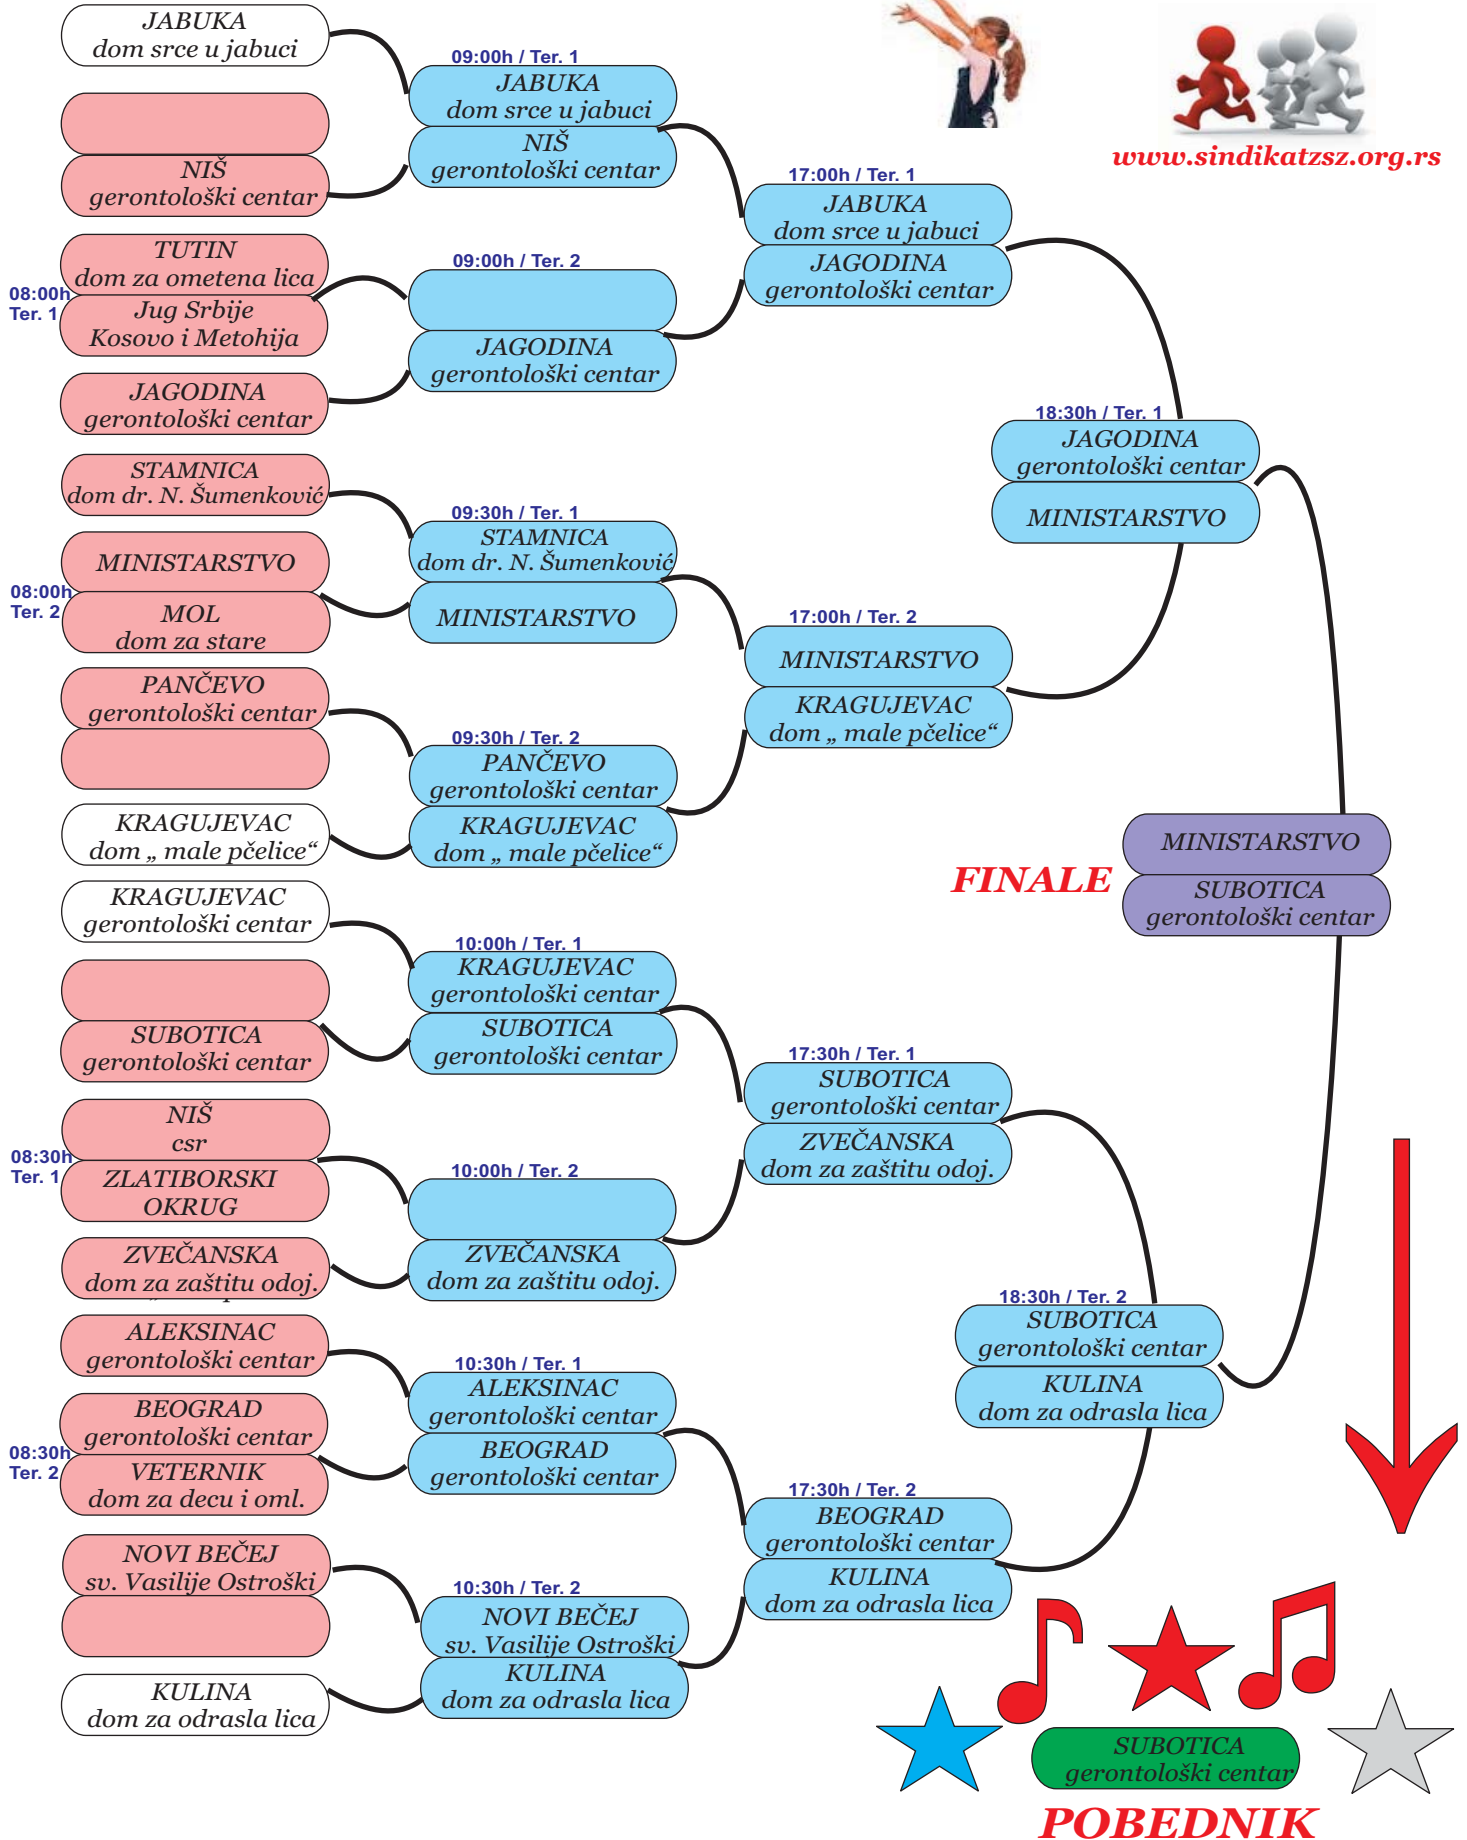 JABUKA
dom srce u jabuci
NIŠ
gerontološki centar
TUTIN
dom za ometena lica
08:00h
Ter. 1
Jug Srbije
Kosovo i Metohija
JAGODINA
gerontološki centar
STAMNICA
dom dr. N. Šumenković
MINISTARSTVO
08:00h
Ter. 2
MOL
dom za stare
PANČEVO
gerontološki centar
KRAGUJEVAC
dom „ male pčelice“
KRAGUJEVAC
gerontološki centar
SUBOTICA
gerontološki centar
NIŠ
csr
08:30h
Ter. 1
ZLATIBORSKI
OKRUG
ZVEČANSKA
dom za zaštitu odoj.
ALEKSINAC
gerontološki centar
BEOGRAD
gerontološki centar
08:30h
Ter. 2
VETERNIK
dom za decu i oml.
NOVI BEČEJ
sv. Vasilije Ostroški
KULINA
dom za odrasla lica
09:00h / Ter. 1
JABUKA
dom srce u jabuci
NIŠ
gerontološki centar
09:00h / Ter. 2
JAGODINA
gerontološki centar
09:30h / Ter. 1
STAMNICA
dom dr. N. Šumenković
MINISTARSTVO
09:30h / Ter. 2
PANČEVO
gerontološki centar
KRAGUJEVAC
dom „ male pčelice“
10:00h / Ter. 1
KRAGUJEVAC
gerontološki centar
SUBOTICA
gerontološki centar
10:00h / Ter. 2
ZVEČANSKA
dom za zaštitu odoj.
10:30h / Ter. 1
ALEKSINAC
gerontološki centar
BEOGRAD
gerontološki centar
10:30h / Ter. 2
NOVI BEČEJ
sv. Vasilije Ostroški
KULINA
dom za odrasla lica
17:00h / Ter. 1
JABUKA
dom srce u jabuci
JAGODINA
gerontološki centar
17:00h / Ter. 2
MINISTARSTVO
KRAGUJEVAC
dom „ male pčelice“
17:30h / Ter. 1
SUBOTICA
gerontološki centar
ZVEČANSKA
dom za zaštitu odoj.
17:30h / Ter. 2
BEOGRAD
gerontološki centar
KULINA
dom za odrasla lica
www.sindikatzsz.org.rs
18:30h / Ter. 1
JAGODINA
gerontološki centar
MINISTARSTVO
18:30h / Ter. 2
SUBOTICA
gerontološki centar
KULINA
dom za odrasla lica
FINALE
MINISTARSTVO
SUBOTICA
gerontološki centar
SUBOTICA
gerontološki centar
POBEDNIK